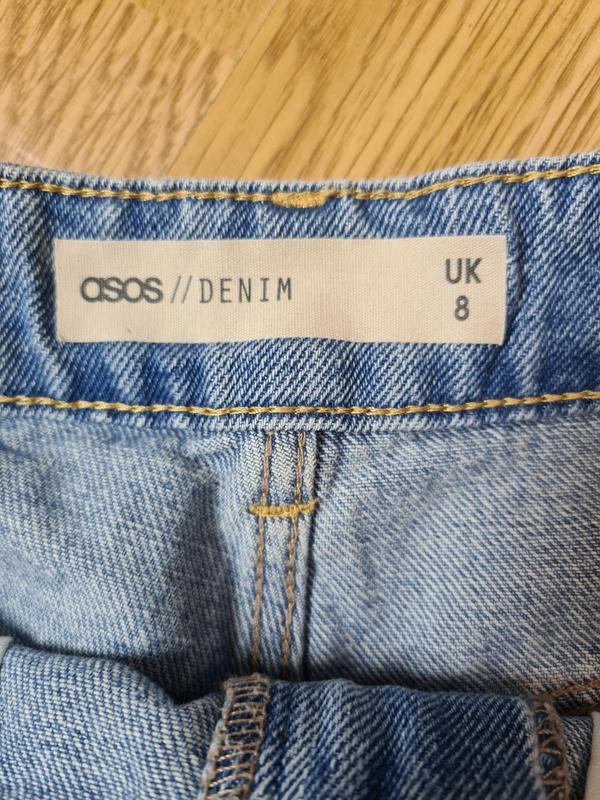 asos // DENIM
UK
8